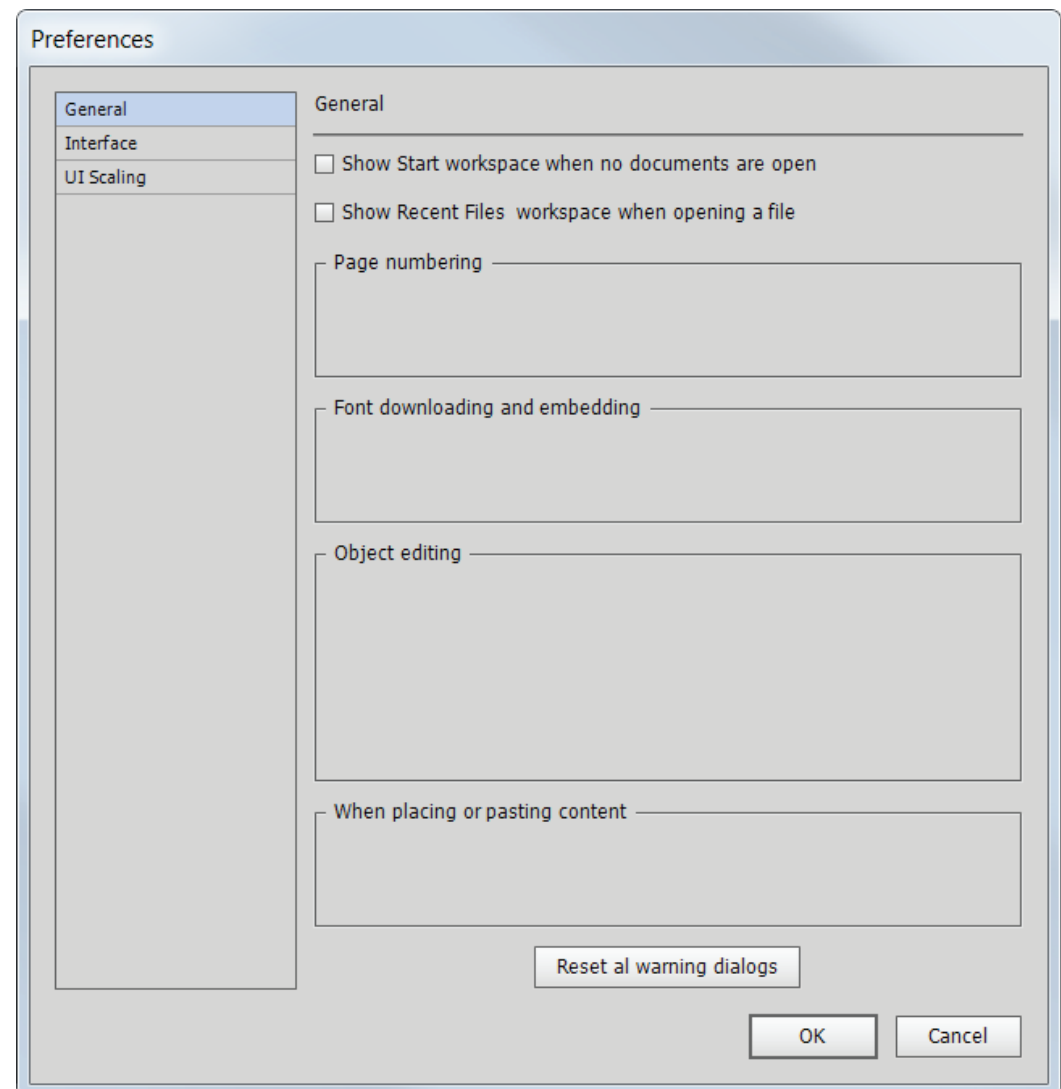 Preferences
General
Interface
UI Scaling
General
Show Start workspace when no documents are open
Show Recent Files  workspace when opening a file
Page numbering
Font downloading and embedding
Object editing
When placing or pasting content
Reset al warning dialogs
OK
Cancel